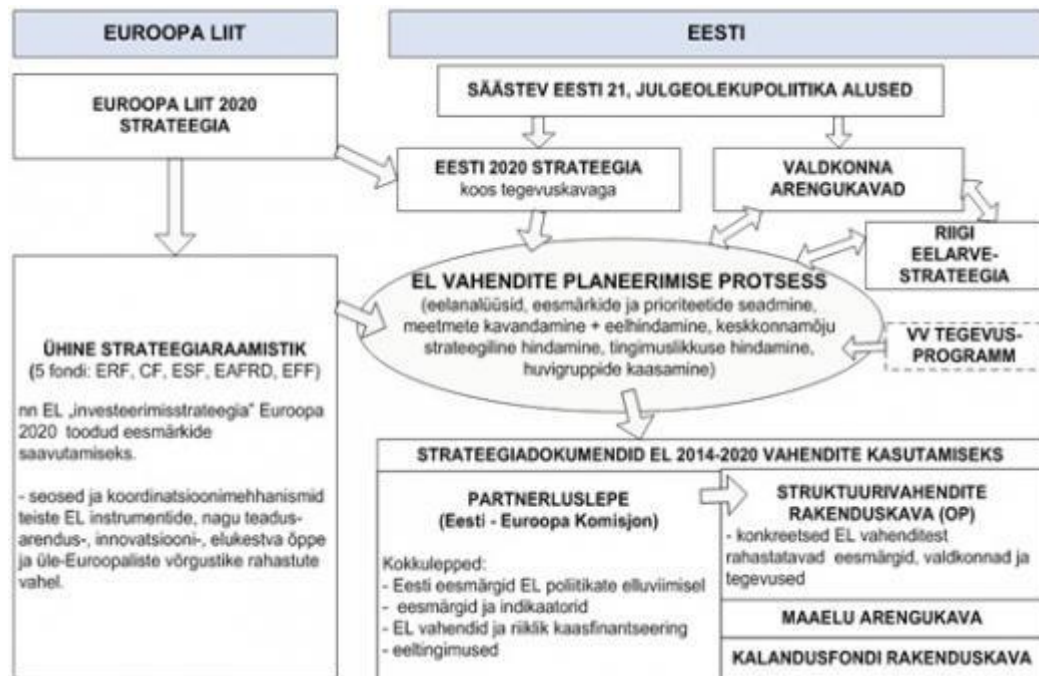 EUROOPA LIIT
EUROOPA LIIT 2020
STRATEEGIA
ÜHINE STRATEEGIARAAMISTIK
(5 fondi: ERF, CF, ESF, EAFRD, EFF)
nn EL „investeerimisstrateegia" Euroopa
2020 toodud eesmärkide
saavutamiseks.
- seosed ja koordinatsioonimehhanismid
teiste EL instrumentide, nagu teadus-
arendus-, innovatsiooni-, elukestva õppe
ja üle-Euroopaliste võrgustike rahastute
vahel.
EESTI
SÄÄSTEV EESTI 21, JULGEOLEKUPOLIITIKA ALUSED
EESTI 2020 STRATEEGIA
koos tegevuskavaga
VALDKONNA
ARENGUKAVAD
RIIGI
EELARVE-
STRATEEGIA
EL VAHENDITE PLANEERIMISE PROTSESS
(eelanalüüsid, eesmärkide ja prioriteetide seadmine,
meetmete kavandamine + eelhindamine, keskkonnamõju
strateegiline hindamine, tingimuslikkuse hindamine,
huvigruppide kaasamine)
VV TEGEVUS-
PROGRAMM
STRATEEGIADOKUMENDID EL 2014-2020 VAHENDITE KASUTAMISEKS
PARTNERLUSLEPE
(Eesti - Euroopa Komisjon)
Kokkulepped:
- Eesti eesmärgid EL poliitikate elluviimisel
- eesmärgid ja indikaatorid
- EL vahendid ja riiklik kaasfinantseering
- eeltingimused
STRUKTUURIVAHENDITE
RAKENDUSKAVA (OP)
- konkreetsed EL vahenditest
rahastatavad eesmärgid, valdkonnad ja
tegevused
MAAELU ARENGUKAVA
KALANDUSFONDI RAKENDUSKAVA